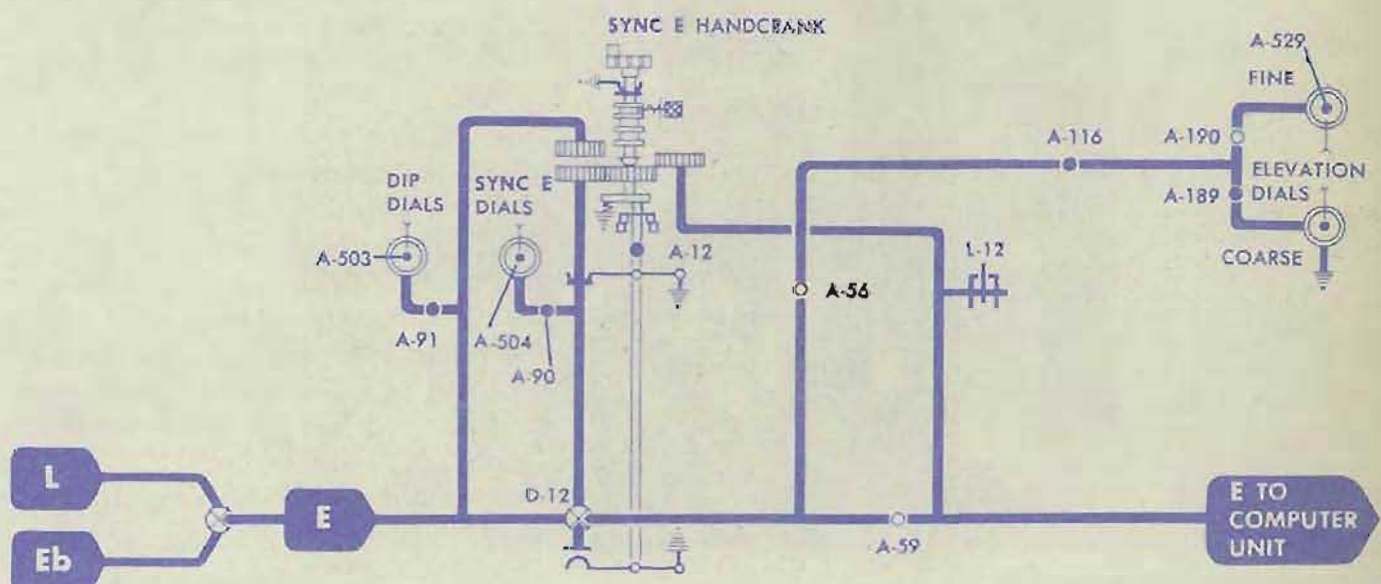 SYNC E HANDCRANK
A-529
FINE
A-116
A-190
DIP
DIALS
SYNC E
DIALS
ELEVATION
DIALS
A-189
A-503
A-12
L-12
COARSE
A-56
A-91
A-504
A-90
L
D-12
E
E TO
COMPUTER
UNIT
Eb
A-59